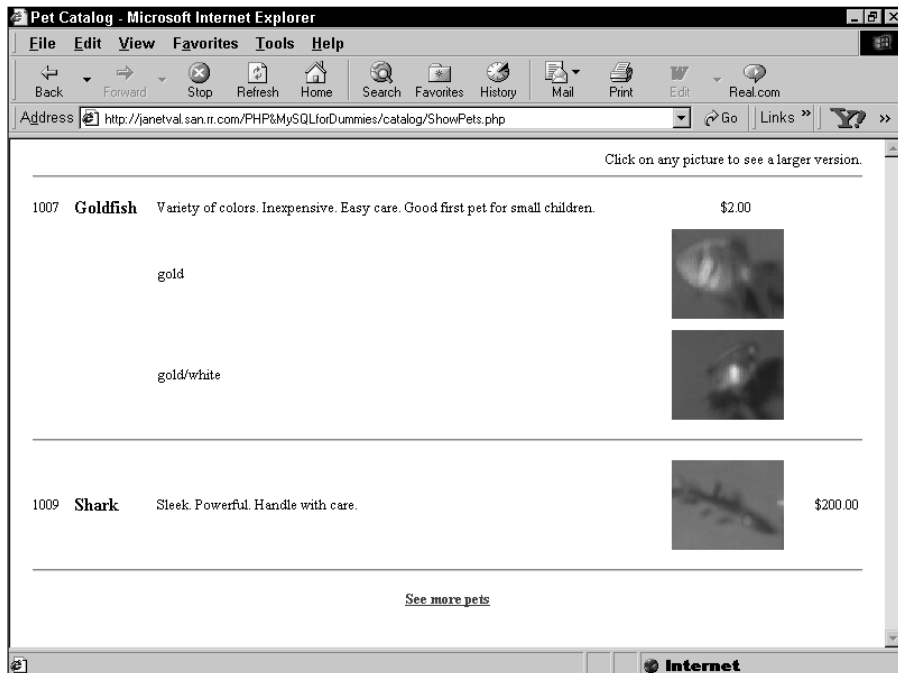 Pet Catalog - Microsoft Internet Explorer
File Edit View Favorites Tools Help
Back Forward Stop Refresh Home Search Favorites History Mail Print Edit Real.com
Address http://janetval.san.rr.com/PHP&MySQLforDummies/catalog/ShowPets.php Go Links » Y? »
Click on any picture to see a larger version.
1007 Goldfish Variety of colors. Inexpensive. Easy care. Good first pet for small children. $2.00
gold
gold/white
1009 Shark Sleek. Powerful. Handle with care. $200.00
See more pets
Internet